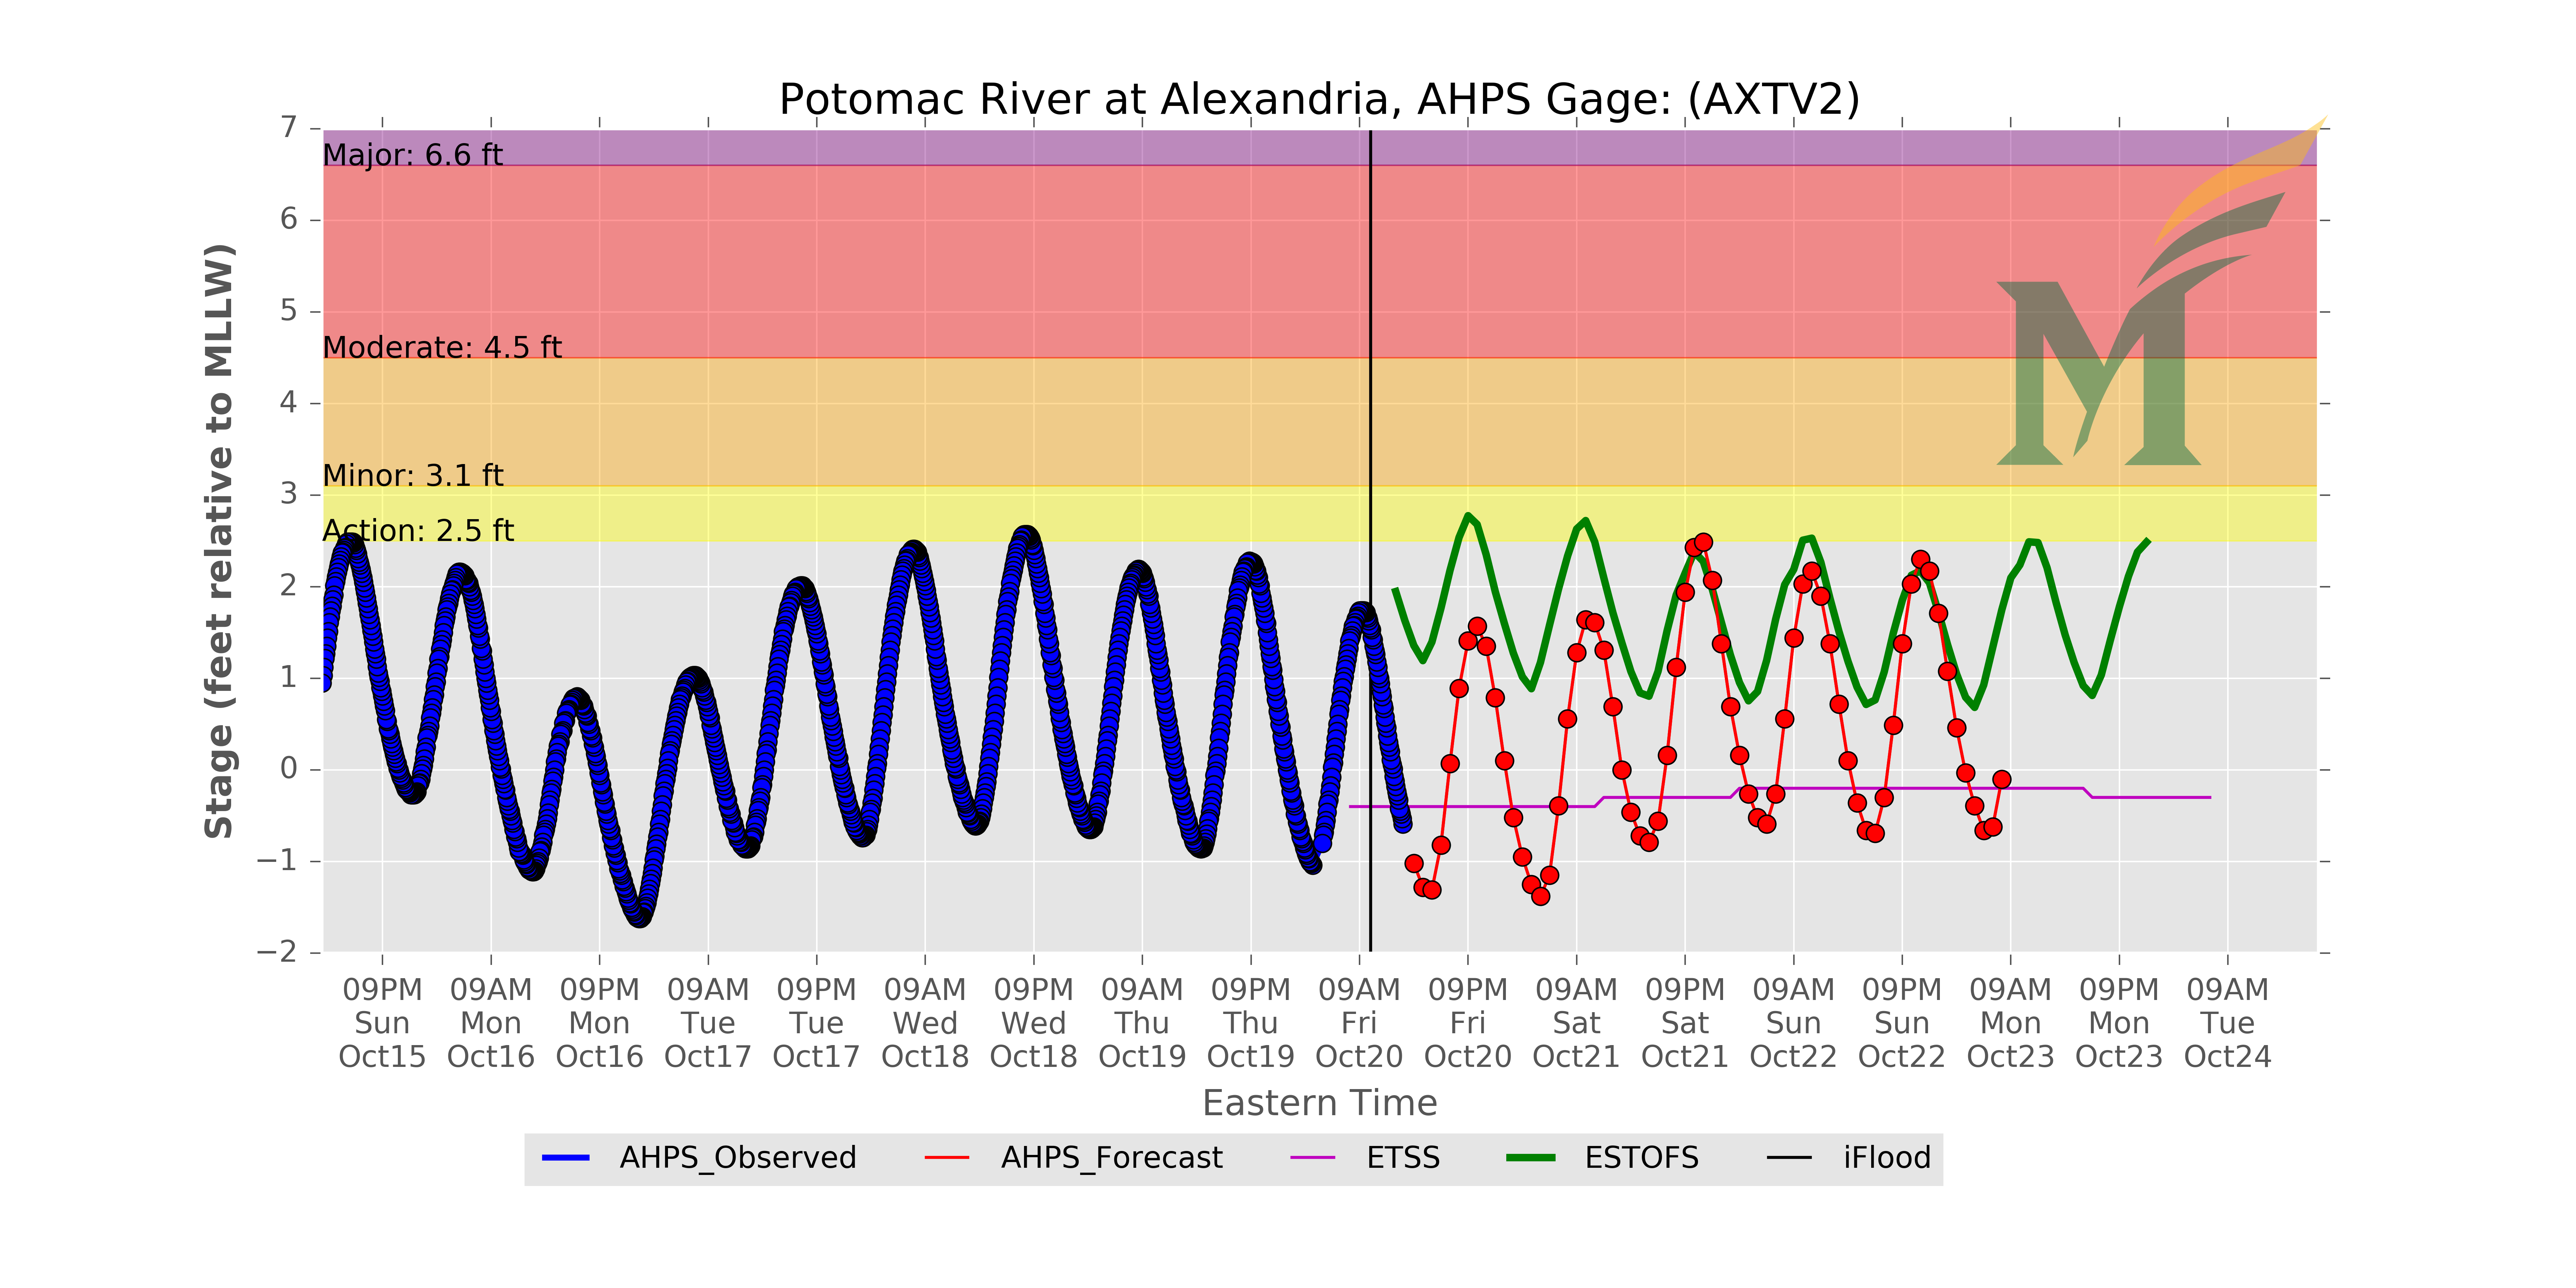 Potomac River at Alexandria, AHPS Gage: (AXTV2)
Stage (feet relative to MLLW)
7
6
5
4
3
2
1
0
−1
−2
Major: 6.6 ft
Moderate: 4.5 ft
Minor: 3.1 ft
Action: 2.5 ft
M
09PM 09AM 09PM 09AM 09PM 09AM 09PM 09AM 09PM 09AM 09PM 09AM 09PM 09AM 09PM 09AM 09PM 09AM
Sun Mon Mon Tue Tue Wed Wed Thu Thu Fri Fri Sat Sat Sun Sun Mon Mon Tue
Oct15 Oct16 Oct16 Oct17 Oct17 Oct18 Oct18 Oct19 Oct19 Oct20 Oct20 Oct21 Oct21 Oct22 Oct22 Oct23 Oct23 Oct24
Eastern Time
AHPS_Observed AHPS_Forecast ETSS ESTOFS iFlood